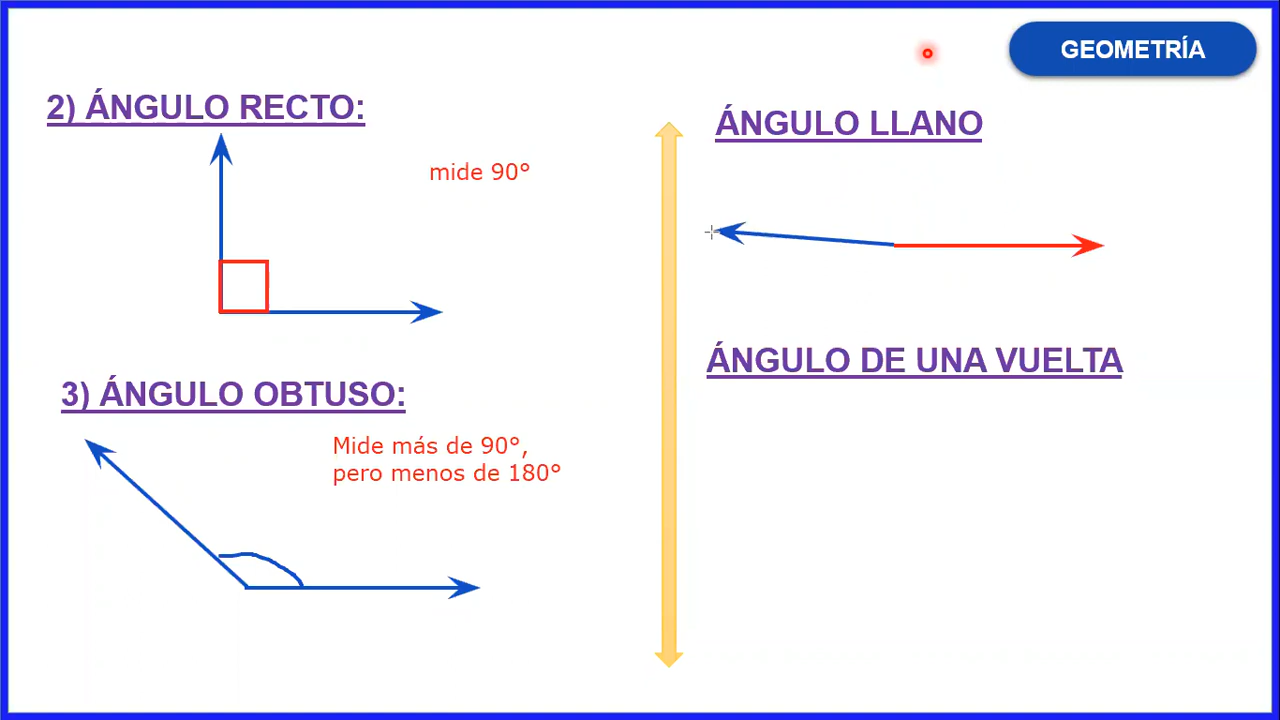 GEOMETRÍA
2) ÁNGULO RECTO:
mide 90°
3) ÁNGULO OBTUSO:
Mide más de 90°,
pero menos de 180°
ÁNGULO LLANO
ÁNGULO DE UNA VUELTA